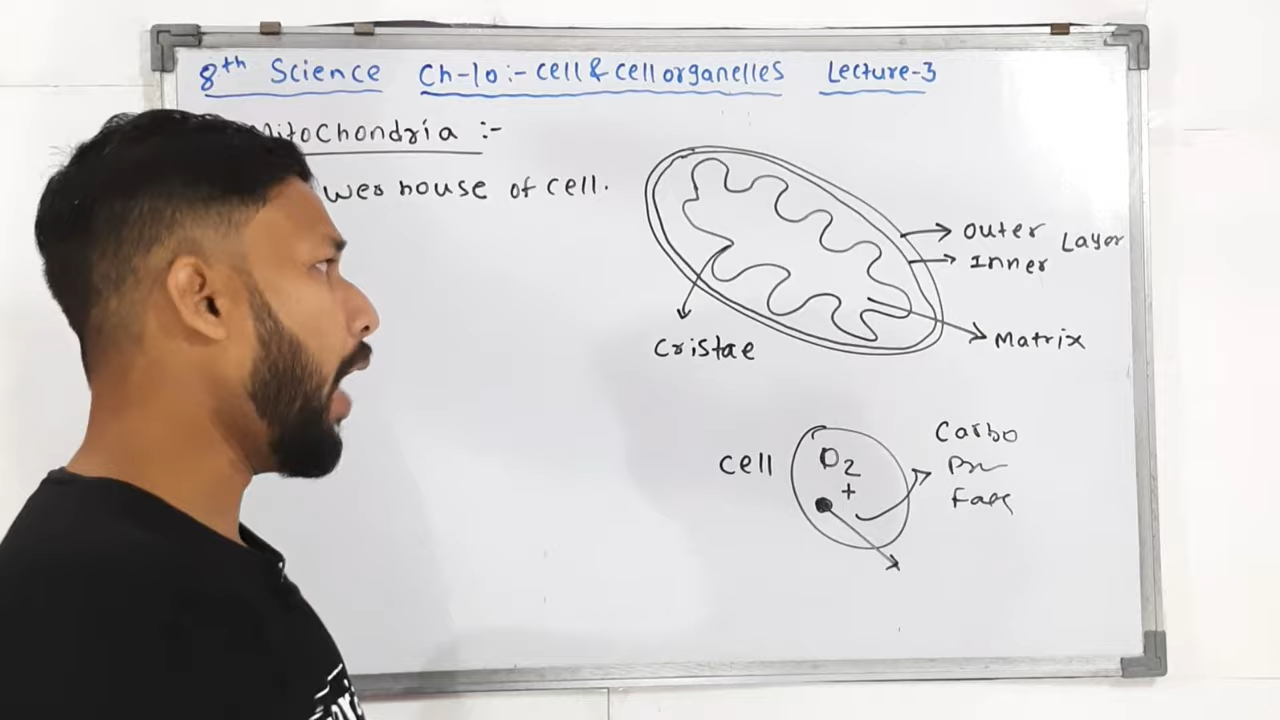 8th Science Ch-10:- Cell & Cell organelles Lecture-3
Mitochondria :-
wer house of cell.
Outer
Layer
Inner
Cristae
Matrix
Carbo
Cell
O2
+